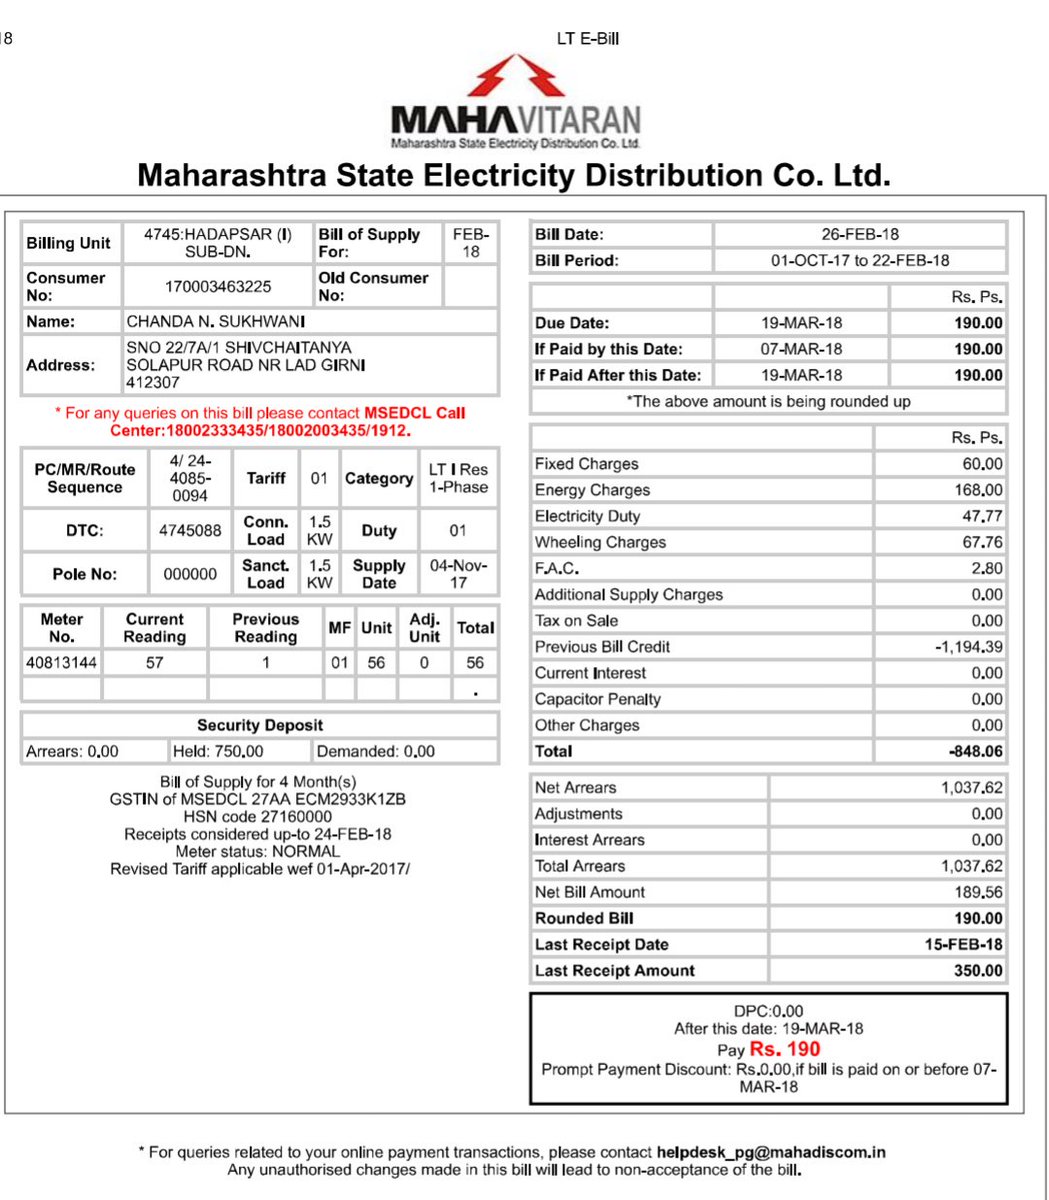 18
LT E-Bill
MAHAVITARAN
Maharashtra State Electricity Distribution Co. Ltd.
Maharashtra State Electricity Distribution Co. Ltd.
Billing Unit 4745:HADAPSAR (I) SUB-DN. Bill of Supply For: FEB-18
Consumer No: 170003463225 Old Consumer No:
Name: CHANDA N. SUKHWANI
Address: SNO 22/7A/1 SHIVCHAITANYA
SOLAPUR ROAD NR LAD GIRNI
412307
* For any queries on this bill please contact MSEDCL Call
Center:18002333435/18002003435/1912.
PC/MR/Route Sequence 4/ 24-4085-0094 Tariff 01 Category LT I Res 1-Phase
DTC: 4745088 Conn. Load 1.5 KW Duty 01
Pole No: 000000 Sanct. Load 1.5 KW Supply Date 04-Nov-17
Meter No. Current Reading Previous Reading MF Unit Adj. Unit Total
40813144 57 1 01 56 0 56
.
Security Deposit
Arrears: 0.00 Held: 750.00 Demanded: 0.00
Bill of Supply for 4 Month(s)
GSTIN of MSEDCL 27AA ECM2933K1ZB
HSN code 27160000
Receipts considered up-to 24-FEB-18
Meter status: NORMAL
Revised Tariff applicable wef 01-Apr-2017/
Bill Date: 26-FEB-18
Bill Period: 01-OCT-17 to 22-FEB-18
Rs. Ps.
Due Date: 19-MAR-18 190.00
If Paid by this Date: 07-MAR-18 190.00
If Paid After this Date: 19-MAR-18 190.00
*The above amount is being rounded up
Rs. Ps.
Fixed Charges 60.00
Energy Charges 168.00
Electricity Duty 47.77
Wheeling Charges 67.76
F.A.C. 2.80
Additional Supply Charges 0.00
Tax on Sale 0.00
Previous Bill Credit -1,194.39
Current Interest 0.00
Capacitor Penalty 0.00
Other Charges 0.00
Total -848.06
Net Arrears 1,037.62
Adjustments 0.00
Interest Arrears 0.00
Total Arrears 1,037.62
Net Bill Amount 189.56
Rounded Bill 190.00
Last Receipt Date 15-FEB-18
Last Receipt Amount 350.00
DPC:0.00
After this date: 19-MAR-18
Pay Rs. 190
Prompt Payment Discount: Rs.0.00,if bill is paid on or before 07-
MAR-18
* For queries related to your online payment transactions, please contact helpdesk_pg@mahadiscom.in
Any unauthorised changes made in this bill will lead to non-acceptance of the bill.